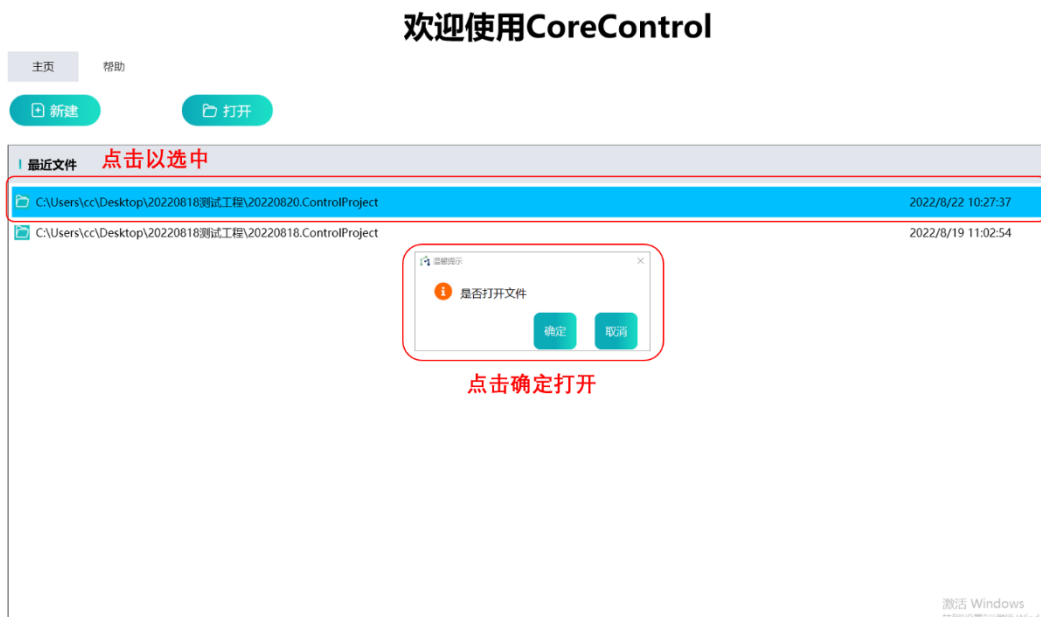 欢迎使用CoreControl
主页 帮助
新建 打开
最近文件 点击以选中
C:\Users\cc\Desktop\20220818测试工程\20220820.ControlProject 2022/8/22 10:27:37
C:\Users\cc\Desktop\20220818测试工程\20220818.ControlProject 2022/8/19 11:02:54
温馨提示
是否打开文件
确定 取消
点击确定打开
激活 Windows